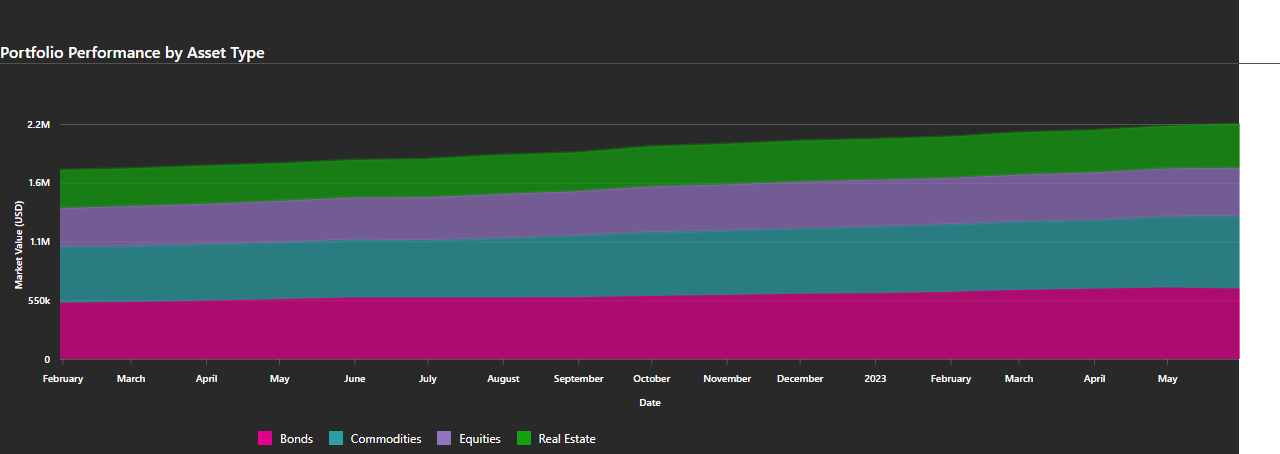 Portfolio Performance by Asset Type
2.2M
1.6M
1.1M
550k
0
Market Value (USD)
February March April May June July August September October November December 2023 February March April May
Date
Bonds Commodities Equities Real Estate